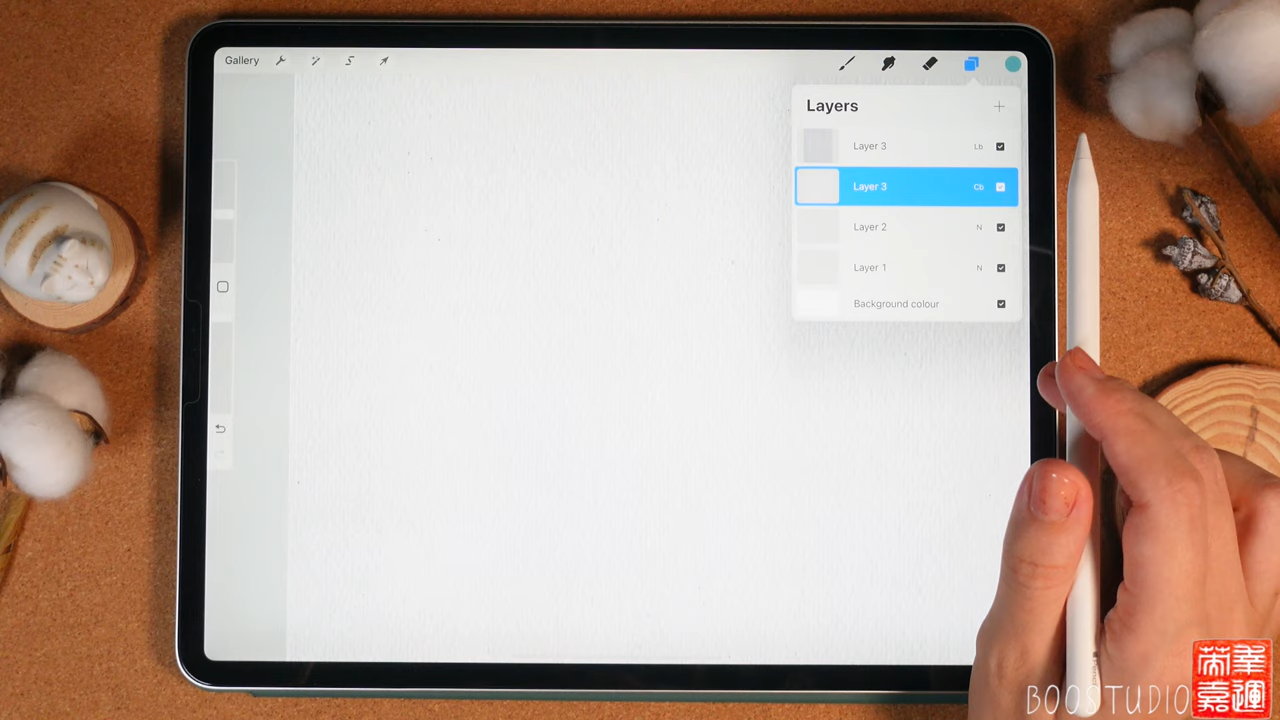 Gallery
Layers
Layer 3 Lb
Layer 3 Cb
Layer 2 N
Layer 1 N
Background colour
BOOSTUDIO